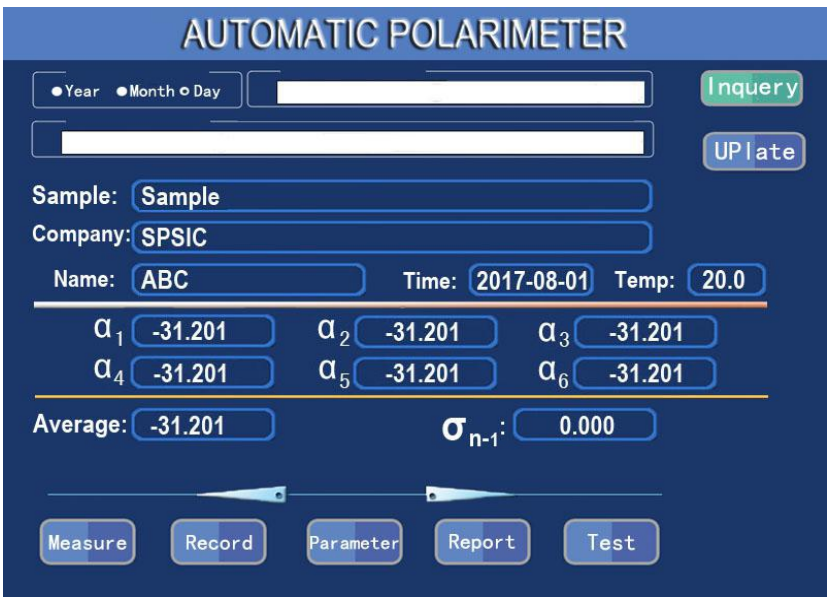 AUTOMATIC POLARIMETER
Year Month Day Inquery
UPlate
Sample: Sample
Company: SPSIC
Name: ABC Time: 2017-08-01 Temp: 20.0
α1 -31.201 α2 -31.201 α3 -31.201
α4 -31.201 α5 -31.201 α6 -31.201
Average: -31.201 σn-1: 0.000
Measure Record Parameter Report Test